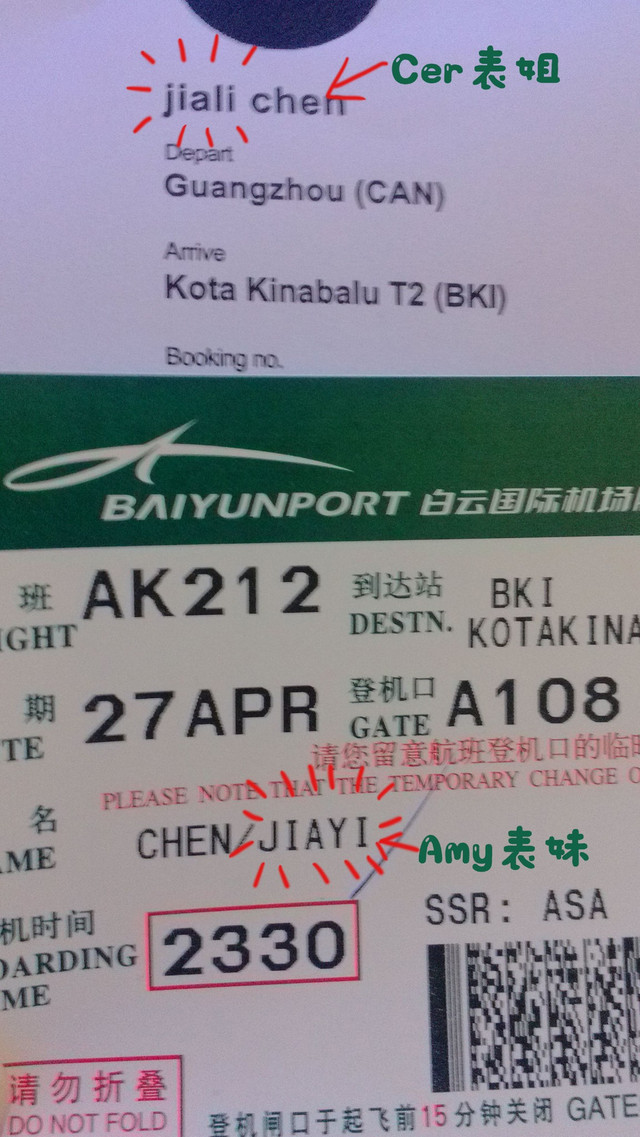 jiali chen
Cer表姐
Depart
Guangzhou (CAN)
Arrive
Kota Kinabalu T2 (BKI)
Booking no.
BAIYUNPORT 白云国际机场
班 AK212 到达站 BKI
IGHT DESTN. KOTAKINA
期 27APR 登机口 A108
TE GATE
请您留意航班登机口的临时
PLEASE NOTE THAT THE TEMPORARY CHANGE O
名 CHEN/JIAYI
AME
Amy表妹
机时间 2330 SSR: ASA
OARDING
ME
请勿折叠
DO NOT FOLD
登机闸口于起飞前15分钟关闭 GATE